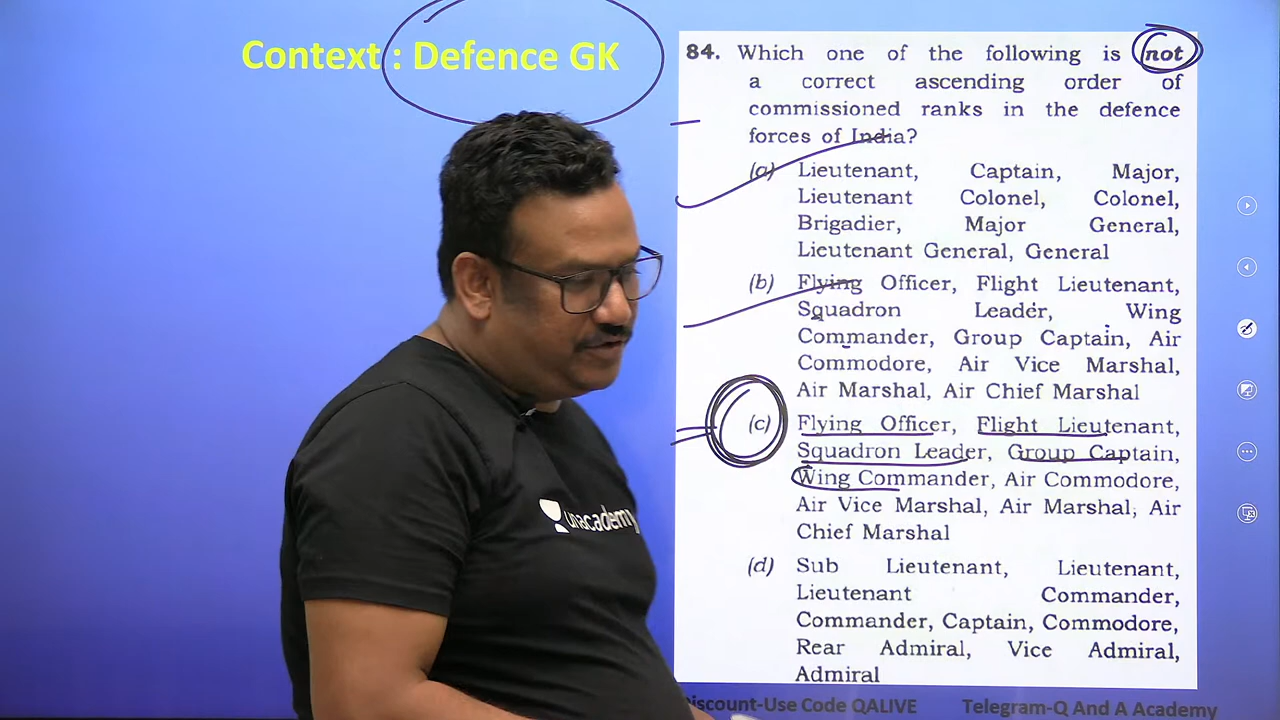 Context : Defence GK
84. Which one of the following is not
a correct ascending order of
commissioned ranks in the defence
forces of India?
(a) Lieutenant, Captain, Major,
Lieutenant Colonel, Colonel,
Brigadier, Major General,
Lieutenant General, General
(b) Flying Officer, Flight Lieutenant,
Squadron Leader, Wing
Commander, Group Captain, Air
Commodore, Air Vice Marshal,
Air Marshal, Air Chief Marshal
(c) Flying Officer, Flight Lieutenant,
Squadron Leader, Group Captain,
Wing Commander, Air Commodore,
Air Vice Marshal, Air Marshal, Air
Chief Marshal
(d) Sub Lieutenant, Lieutenant,
Lieutenant Commander,
Commander, Captain, Commodore,
Rear Admiral, Vice Admiral,
Admiral
unacademy
Discount-Use Code QALIVE Telegram-Q And A Academy